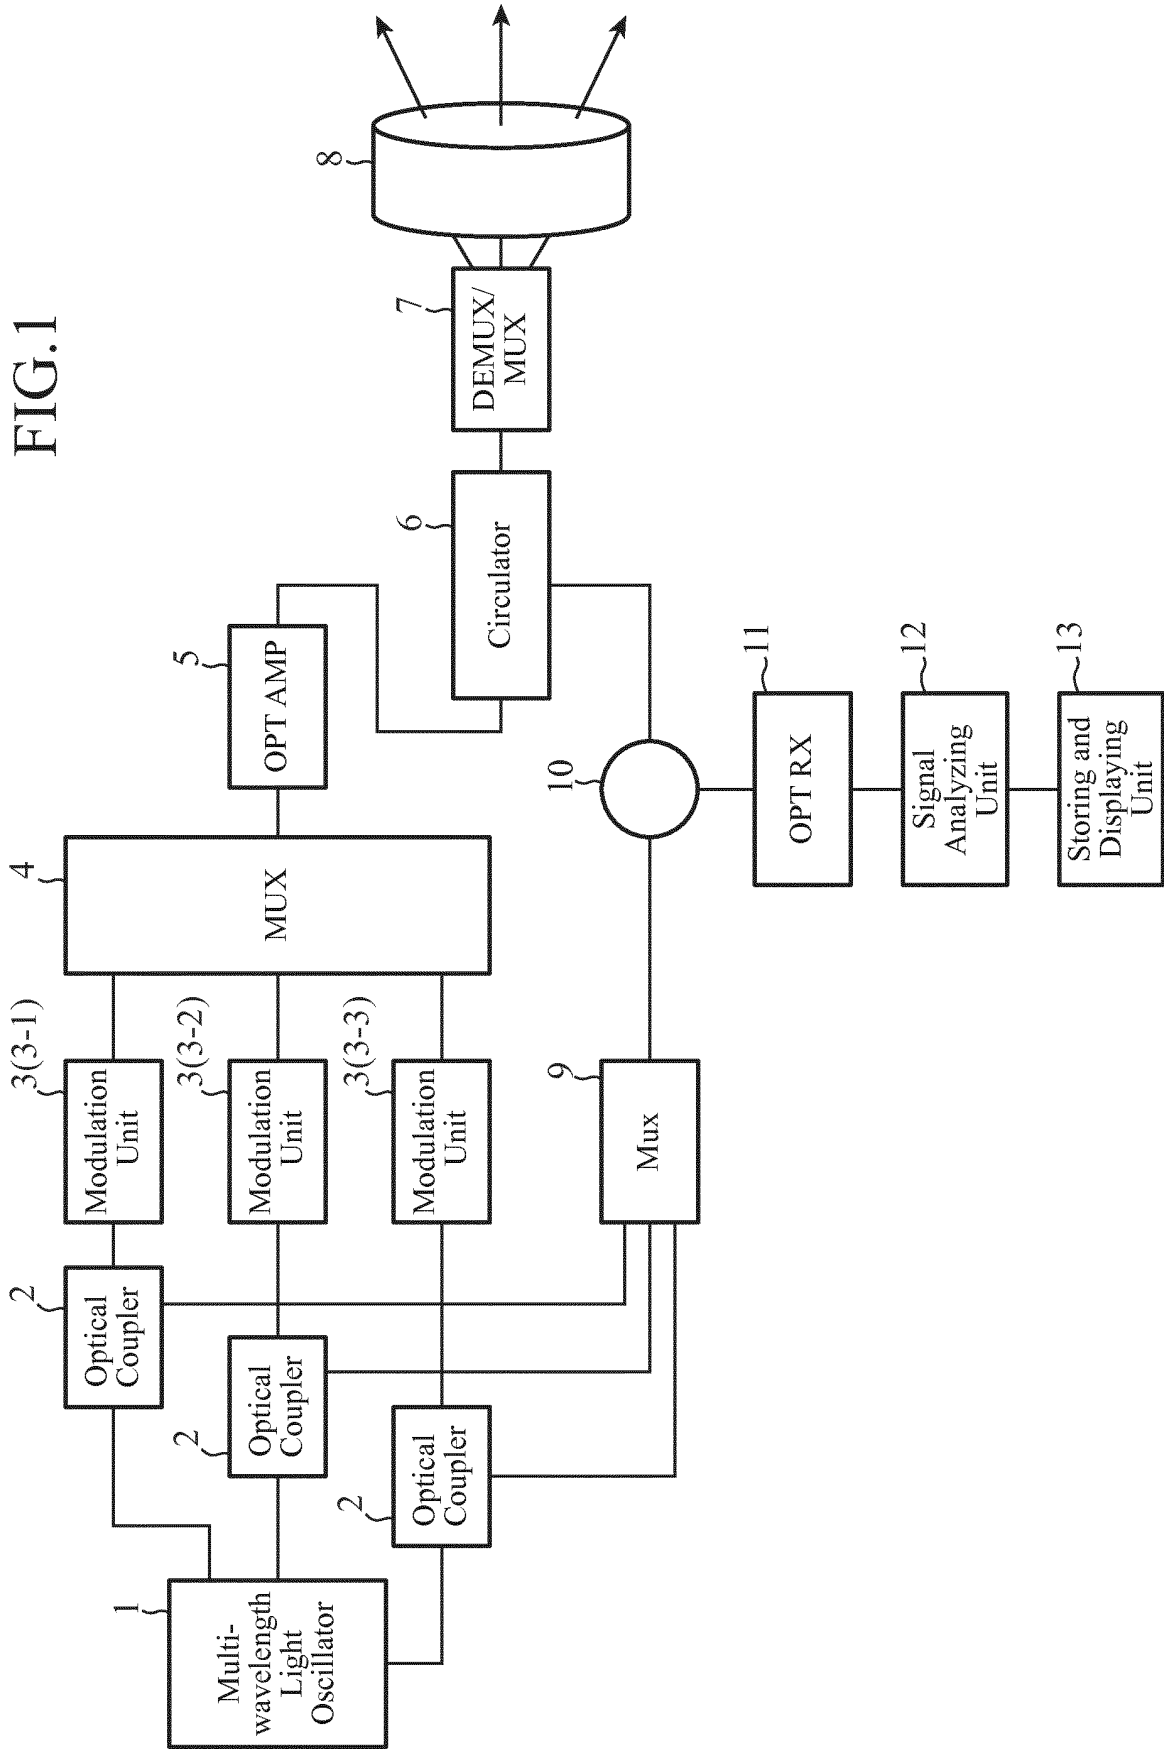 FIG.1
1
Multi-
wavelength
Light
Oscillator
2
Optical
Coupler
2
Optical
Coupler
2
Optical
Coupler
3(3-1)
Modulation
Unit
3(3-2)
Modulation
Unit
3(3-3)
Modulation
Unit
4
MUX
5
OPT AMP
6
Circulator
7
DEMUX/
MUX
8
9
Mux
10
11
OPT RX
12
Signal
Analyzing
Unit
13
Storing and
Displaying
Unit